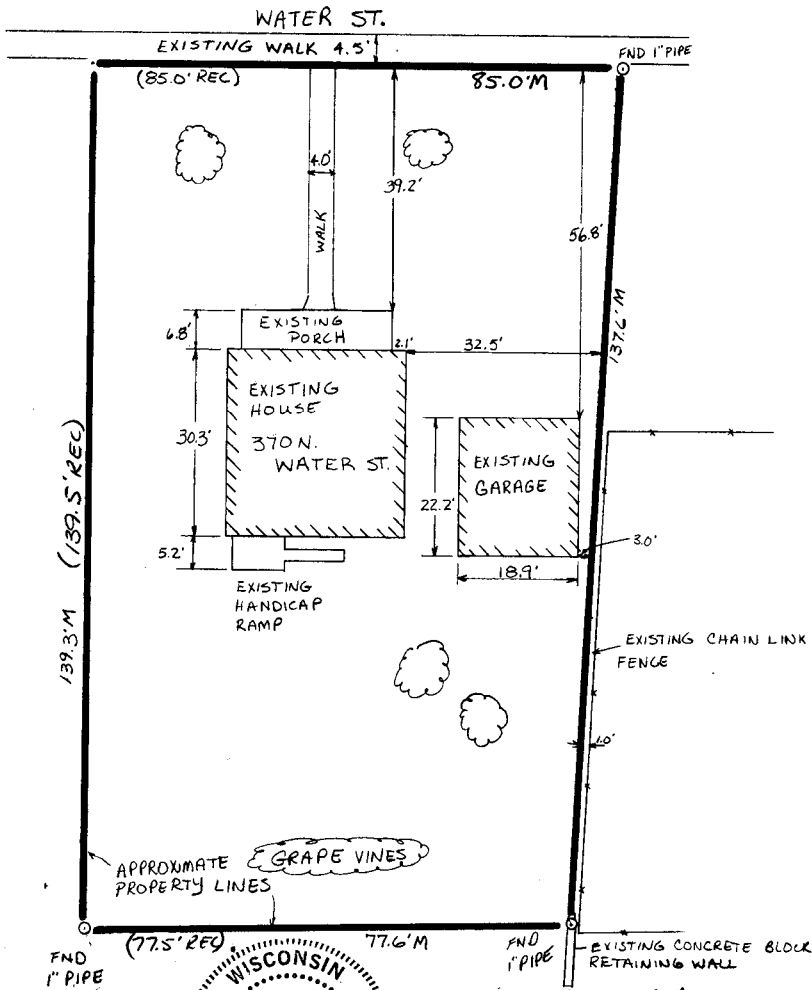 WATER ST.
EXISTING WALK 4.5'
FND 1" PIPE
(85.0' REC)
85.0'M
4.0'
39.2'
WALK
56.8'
137.6'M
6.8'
EXISTING
PORCH
2.1'
32.5'
EXISTING
HOUSE
370 N.
WATER ST.
30.3'
EXISTING
GARAGE
22.2'
139.3'M (139.5' REC)
5.2'
3.0'
18.9'
EXISTING
HANDICAP
RAMP
EXISTING CHAIN LINK
FENCE
1.0'
APPROXIMATE
PROPERTY LINES
GRAPE VINES
(77.5' REC)
77.6'M
FND
1" PIPE
FND
1" PIPE
EXISTING CONCRETE BLOCK
RETAINING WALL
WISCONSIN